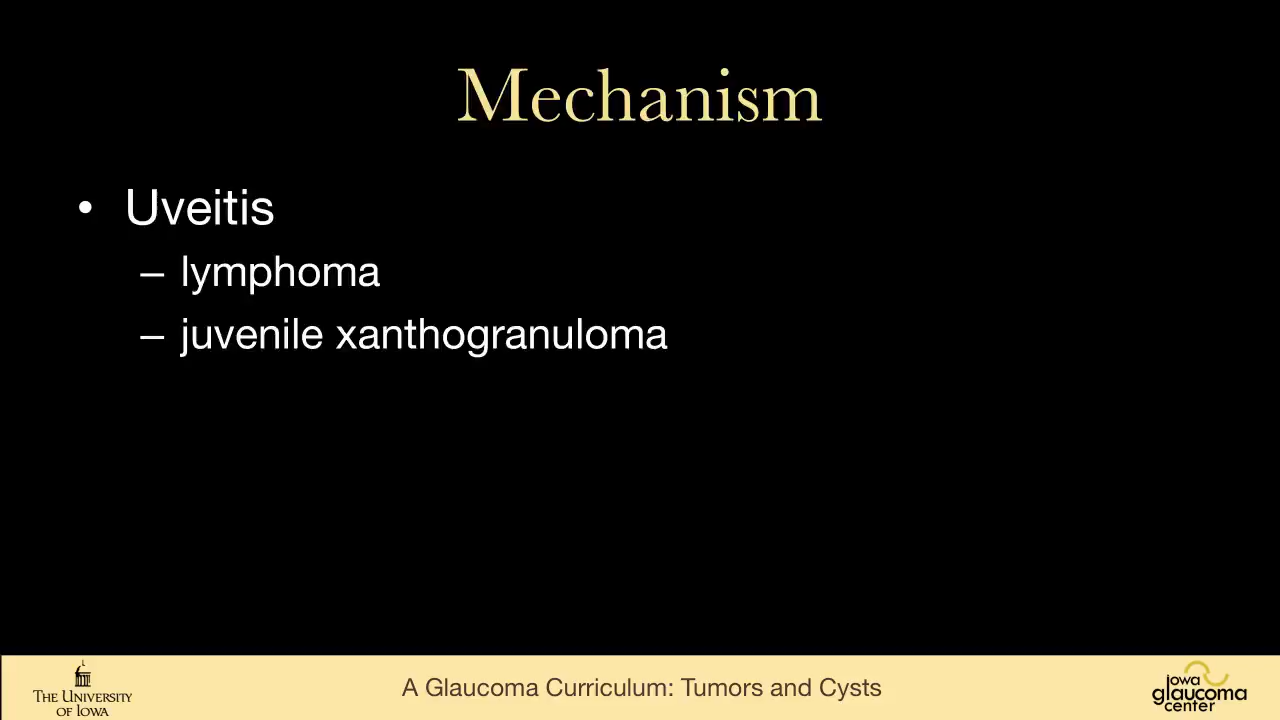 Mechanism
• Uveitis
– lymphoma
– juvenile xanthogranuloma
THE UNIVERSITY
OF IOWA
A Glaucoma Curriculum: Tumors and Cysts
iowa
glaucoma
center